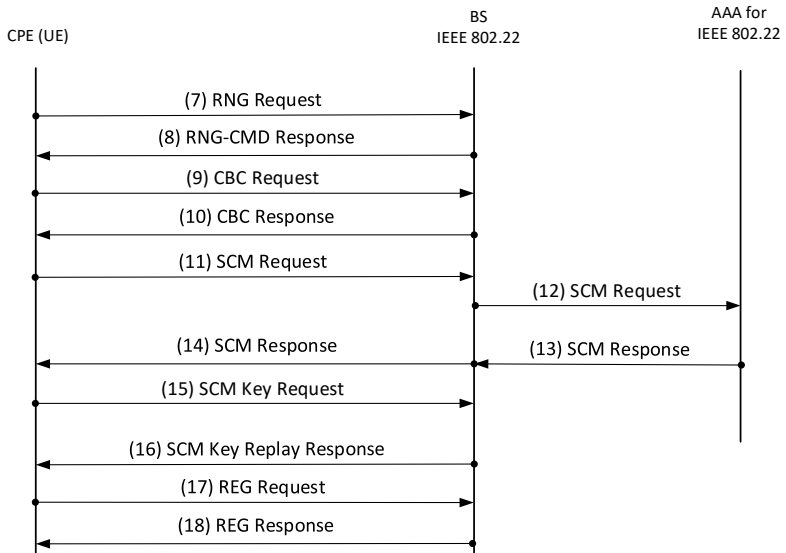 CPE (UE)
BS
IEEE 802.22
AAA for
IEEE 802.22
(7) RNG Request
(8) RNG-CMD Response
(9) CBC Request
(10) CBC Response
(11) SCM Request
(12) SCM Request
(14) SCM Response
(13) SCM Response
(15) SCM Key Request
(16) SCM Key Replay Response
(17) REG Request
(18) REG Response